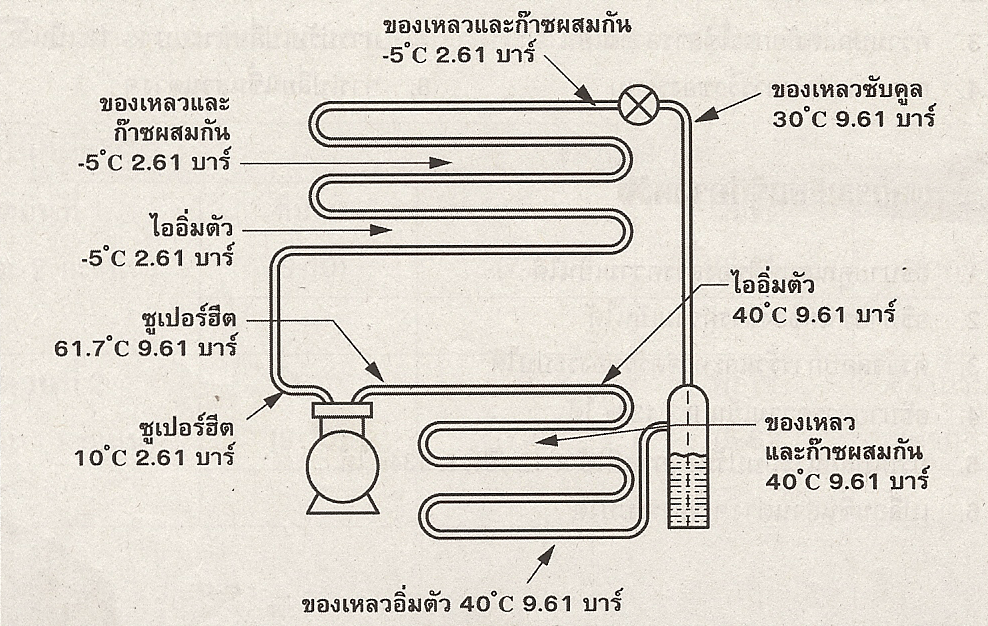 ของเหลวและก๊าซผสมกัน
-5°C 2.61 บาร์
ของเหลวซับคูล
30°C 9.61 บาร์
ของเหลวและ
ก๊าซผสมกัน
-5°C 2.61 บาร์
ไออิ่มตัว
-5°C 2.61 บาร์
ไออิ่มตัว
40°C 9.61 บาร์
ซูเปอร์ฮีต
61.7°C 9.61 บาร์
ซูเปอร์ฮีต
10°C 2.61 บาร์
ของเหลว
และก๊าซผสมกัน
40°C 9.61 บาร์
ของเหลวอิ่มตัว 40°C 9.61 บาร์